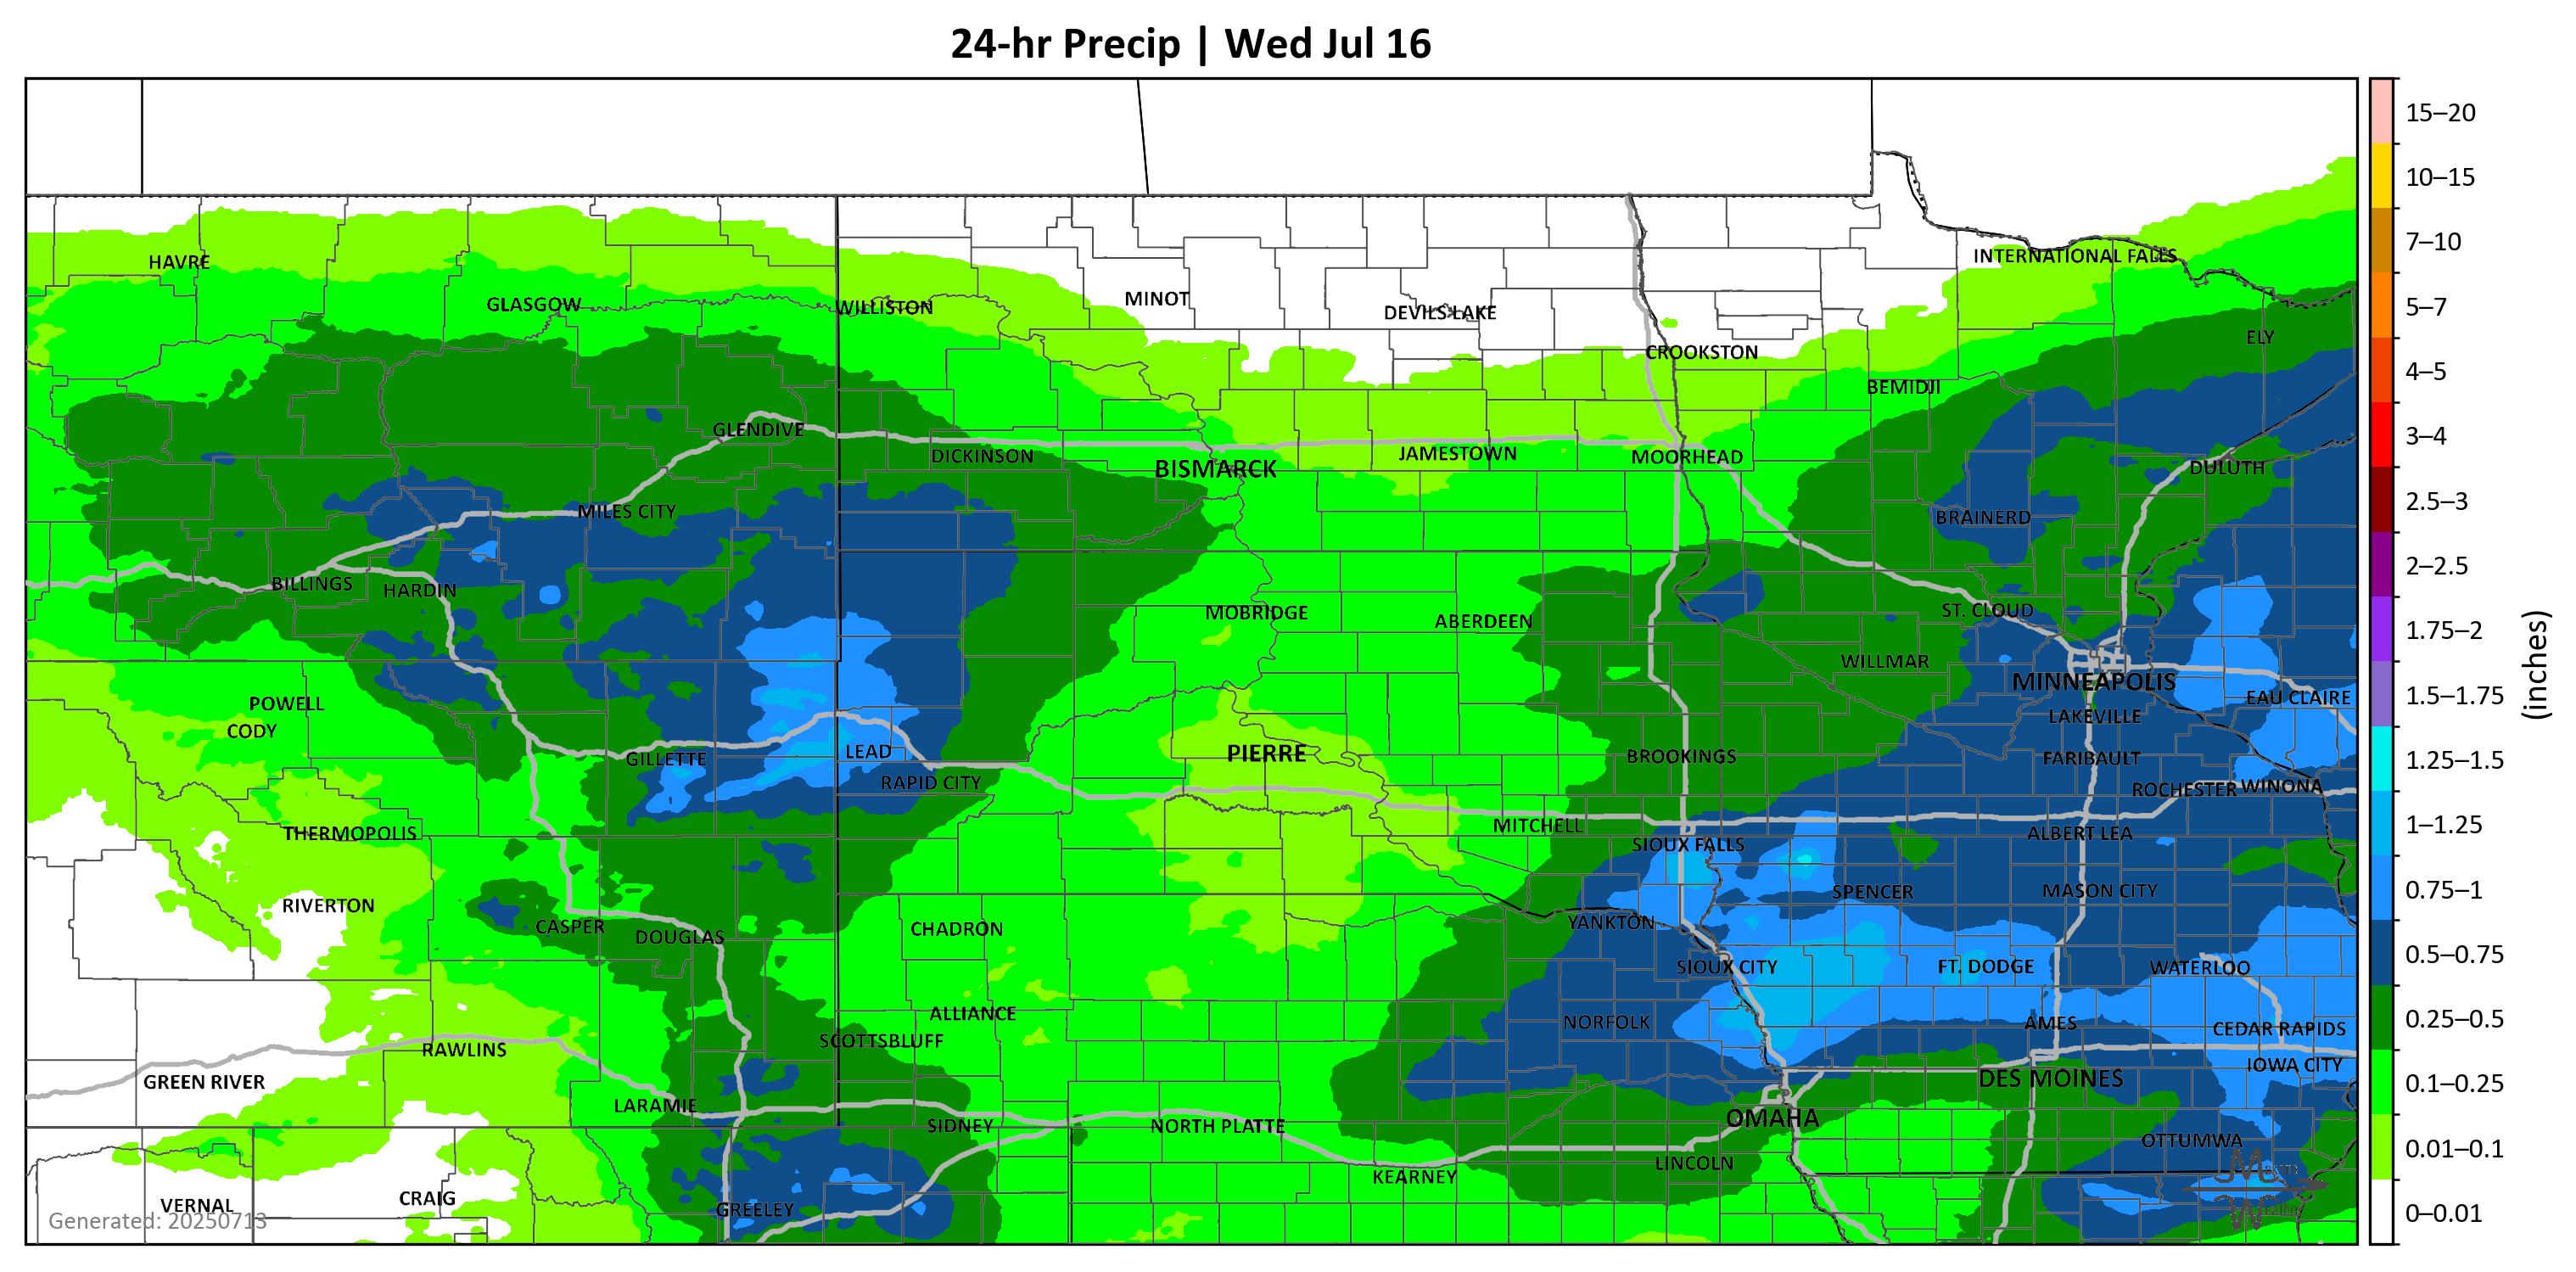 24-hr Precip | Wed Jul 16
15–20
10–15
7–10
5–7
4–5
3–4
2.5–3
2–2.5
1.75–2
1.5–1.75
1.25–1.5
1–1.25
0.75–1
0.5–0.75
0.25–0.5
0.1–0.25
0.01–0.1
0–0.01
(inches)
INTERNATIONAL FALLS
HAVRE
GLASGOW
WILLISTON
MINOT
DEVILS LAKE
ELY
CROOKSTON
BEMIDJI
GLENDIVE
DICKINSON
BISMARCK
JAMESTOWN
MOORHEAD
DULUTH
MILES CITY
BRAINERD
BILLINGS
HARDIN
MOBRIDGE
ABERDEEN
ST. CLOUD
WILLMAR
MINNEAPOLIS
EAU CLAIRE
POWELL
CODY
LAKEVILLE
GILLETTE
LEAD
PIERRE
BROOKINGS
FARIBAULT
RAPID CITY
ROCHESTER
WINONA
THERMOPOLIS
MITCHELL
ALBERT LEA
SIOUX FALLS
RIVERTON
SPENCER
MASON CITY
CASPER
DOUGLAS
CHADRON
YANKTON
SIOUX CITY
FT. DODGE
WATERLOO
ALLIANCE
NORFOLK
AMES
CEDAR RAPIDS
SCOTTSBLUFF
RAWLINS
IOWA CITY
GREEN RIVER
DES MOINES
LARAMIE
SIDNEY
NORTH PLATTE
OMAHA
OTTUMWA
LINCOLN
KEARNEY
VERNAL
CRAIG
GREELEY
Generated: 20250713